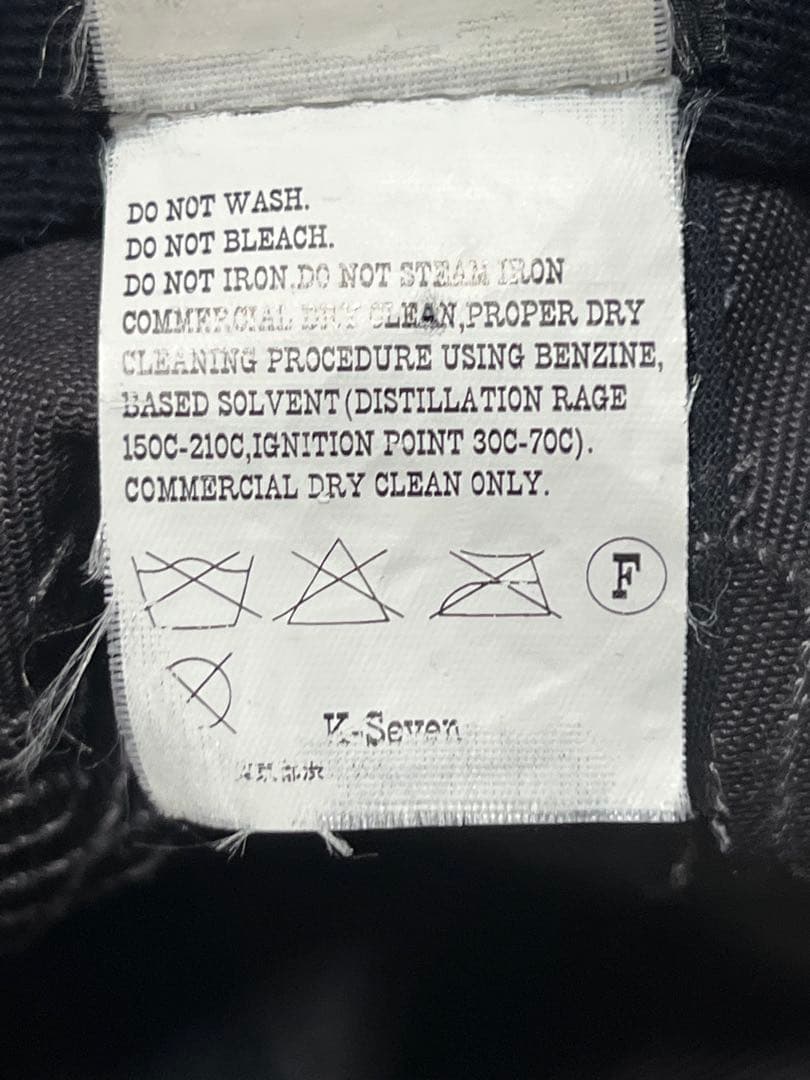 DO NOT WASH.
DO NOT BLEACH.
DO NOT IRON.DO NOT STEAM IRON
COMMERCIAL DRY CLEAN,PROPER DRY
CLEANING PROCEDURE USING BENZINE,
BASED SOLVENT(DISTILLATION RAGE
150C-210C,IGNITION POINT 30C-70C).
COMMERCIAL DRY CLEAN ONLY.
F
K-Seven